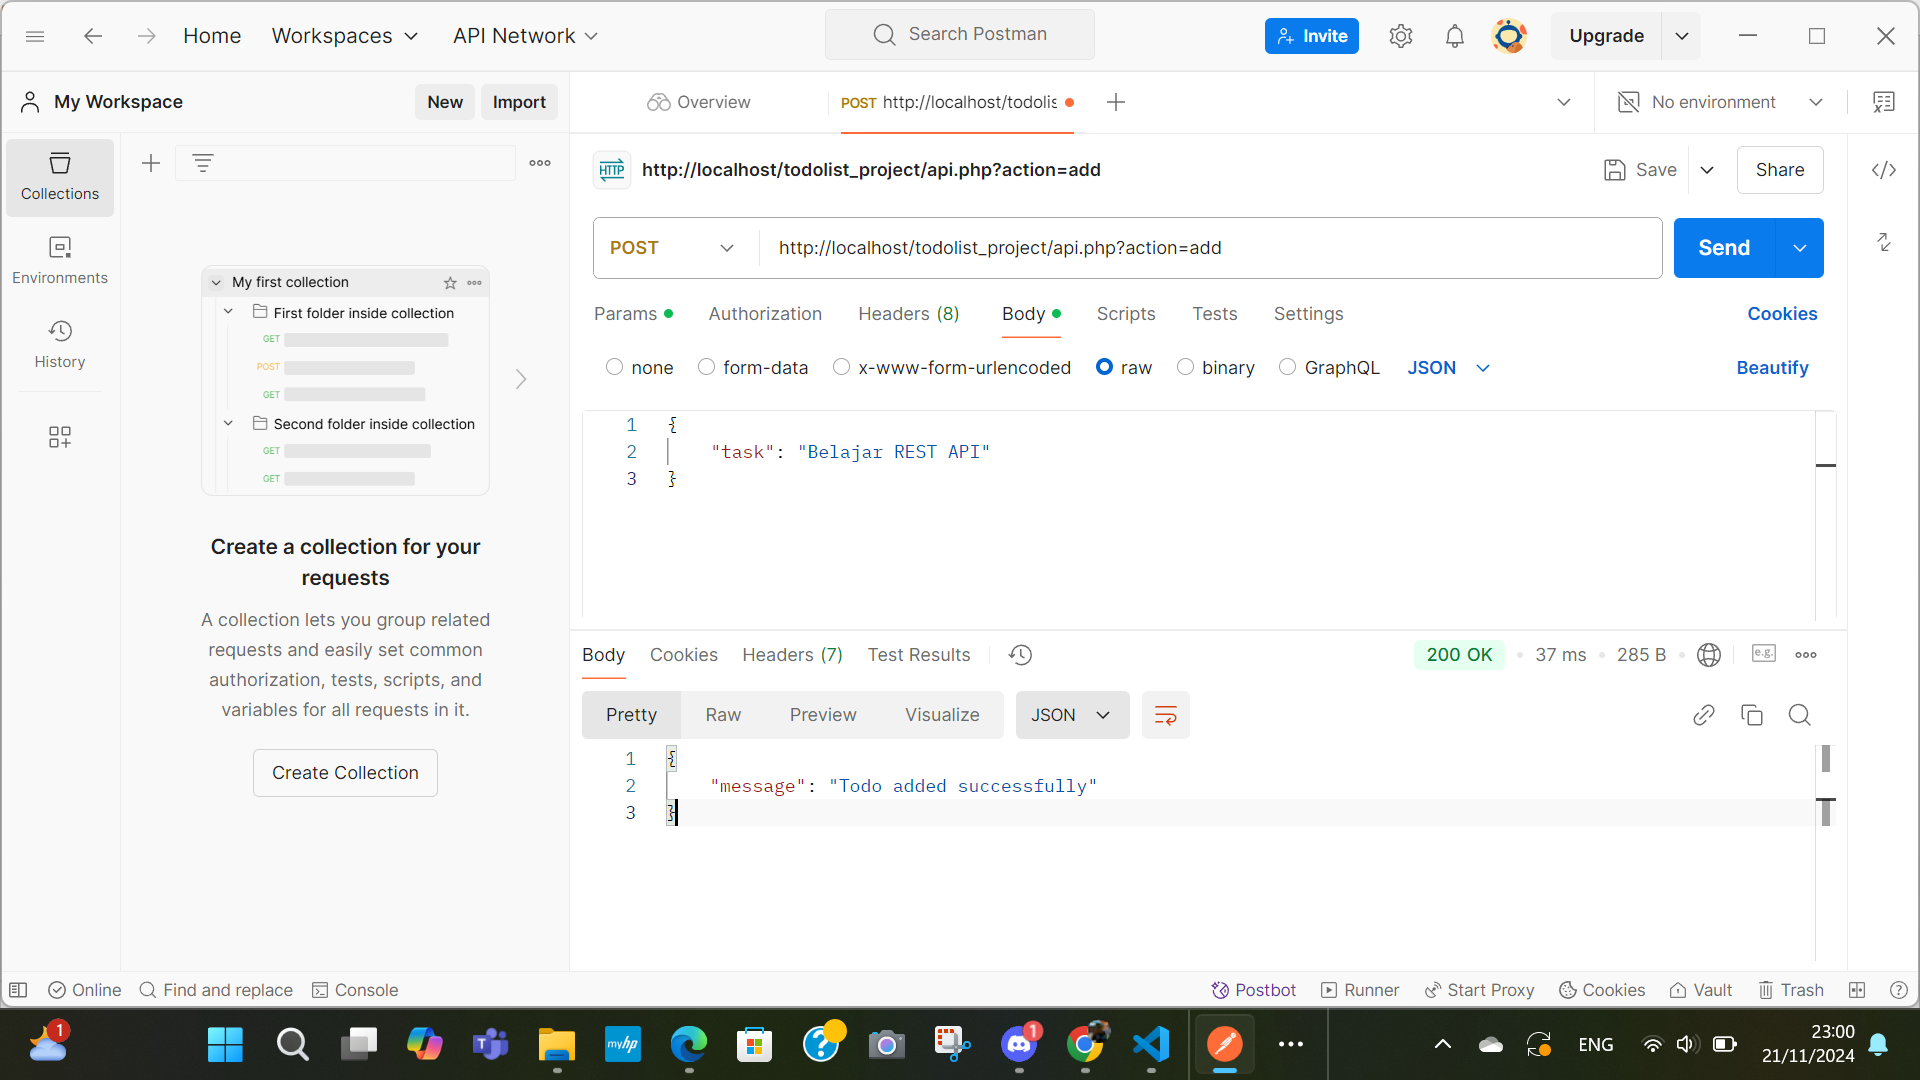 Home Workspaces API Network Search Postman Invite Upgrade
My Workspace New Import Overview POST http://localhost/todolis No environment
Collections
HTTP http://localhost/todolist_project/api.php?action=add Save Share
POST http://localhost/todolist_project/api.php?action=add Send
Environments
Params Authorization Headers (8) Body Scripts Tests Settings Cookies
History
none form-data x-www-form-urlencoded raw binary GraphQL JSON Beautify
My first collection
First folder inside collection
GET
POST
GET
Second folder inside collection
GET
GET
1 {
2 "task": "Belajar REST API"
3 }
Create a collection for your
requests
A collection lets you group related
requests and easily set common
authorization, tests, scripts, and
variables for all requests in it.
Create Collection
Body Cookies Headers (7) Test Results 200 OK 37 ms 285 B e.g.
Pretty Raw Preview Visualize JSON
1 {
2 "message": "Todo added successfully"
3 }
Online Find and replace Console Postbot Runner Start Proxy Cookies Vault Trash
1 myhp 1 ENG 23:00
21/11/2024